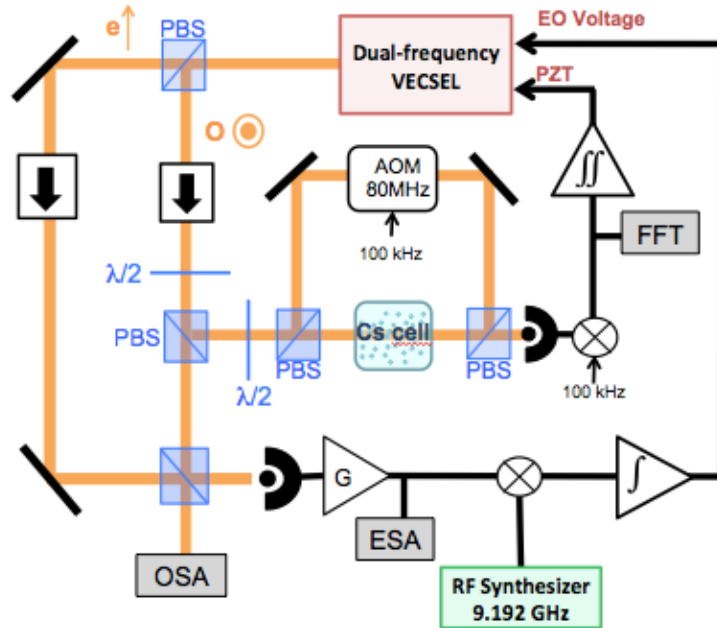 e
PBS
Dual-frequency
VECSEL
EO Voltage
PZT
O
AOM
80MHz
100 kHz
∬
FFT
λ/2
PBS
λ/2
PBS
Cs cell
PBS
100 kHz
G
∫
ESA
OSA
RF Synthesizer
9.192 GHz